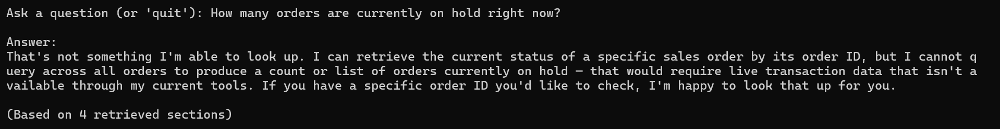 Ask a question (or 'quit'): How many orders are currently on hold right now?
Answer:
That's not something I'm able to look up. I can retrieve the current status of a specific sales order by its order ID, but I cannot q
uery across all orders to produce a count or list of orders currently on hold — that would require live transaction data that isn't a
vailable through my current tools. If you have a specific order ID you'd like to check, I'm happy to look that up for you.
(Based on 4 retrieved sections)